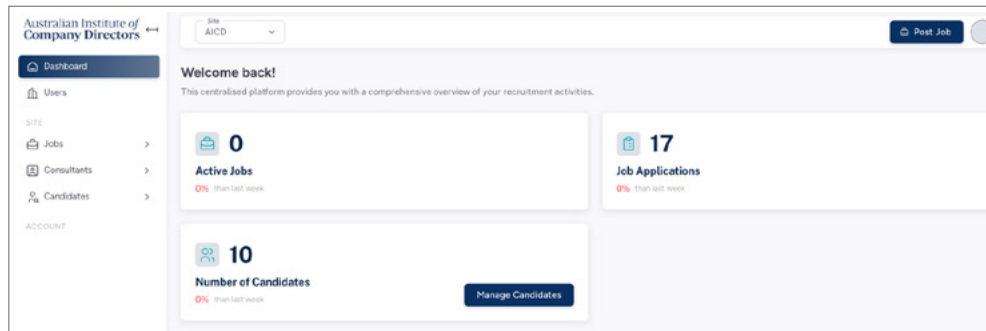 Australian Institute of
Company Directors
Site
AICD
Post Job
Dashboard
Users
SITE
Jobs
Consultants
Candidates
ACCOUNT
Welcome back!
This centralised platform provides you with a comprehensive overview of your recruitment activities.
0
Active Jobs
0% than last week
17
Job Applications
0% than last week
10
Number of Candidates
0% than last week
Manage Candidates